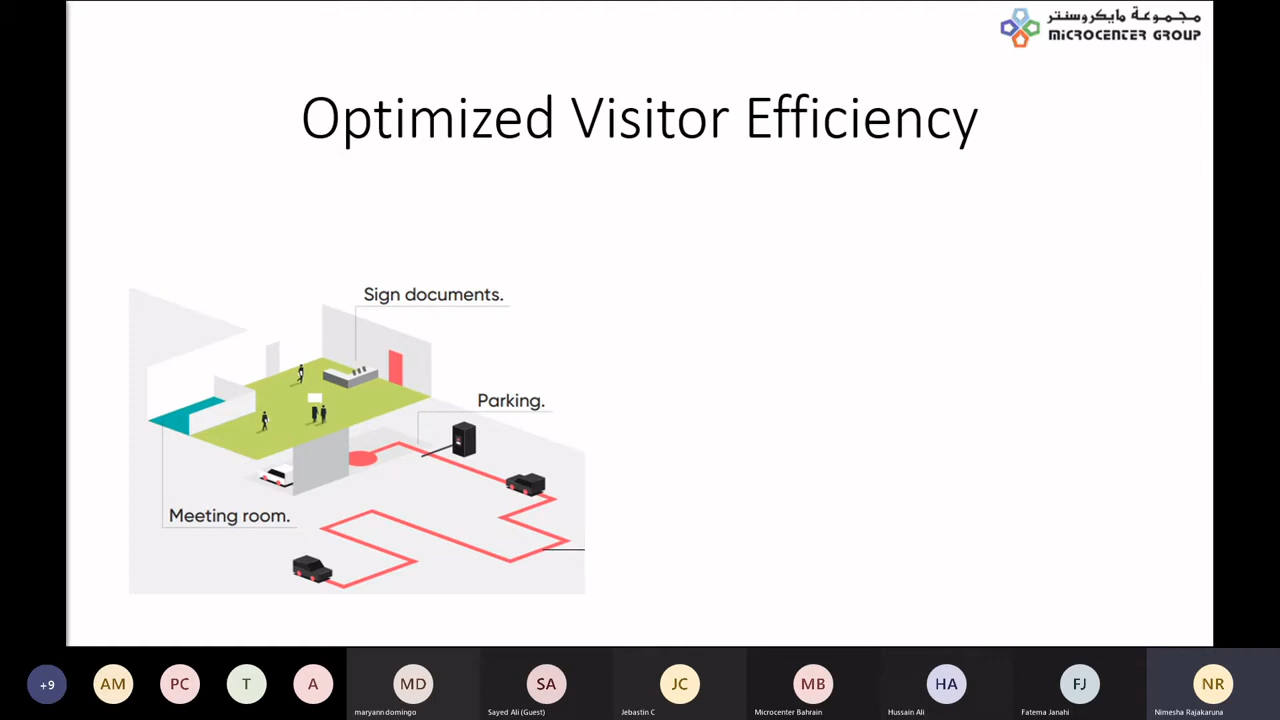 مجموعة مايكروسنتر
MICROCENTER GROUP
Optimized Visitor Efficiency
Sign documents.
Parking.
Meeting room.
+9
AM
PC
T
A
MD
SA
JC
MB
HA
FJ
NR
maryann domingo
Sayed Ali (Guest)
Jebastin C
Microcenter Bahrain
Hussain Ali
Fatema Janahi
Nimesha Rajakaruna